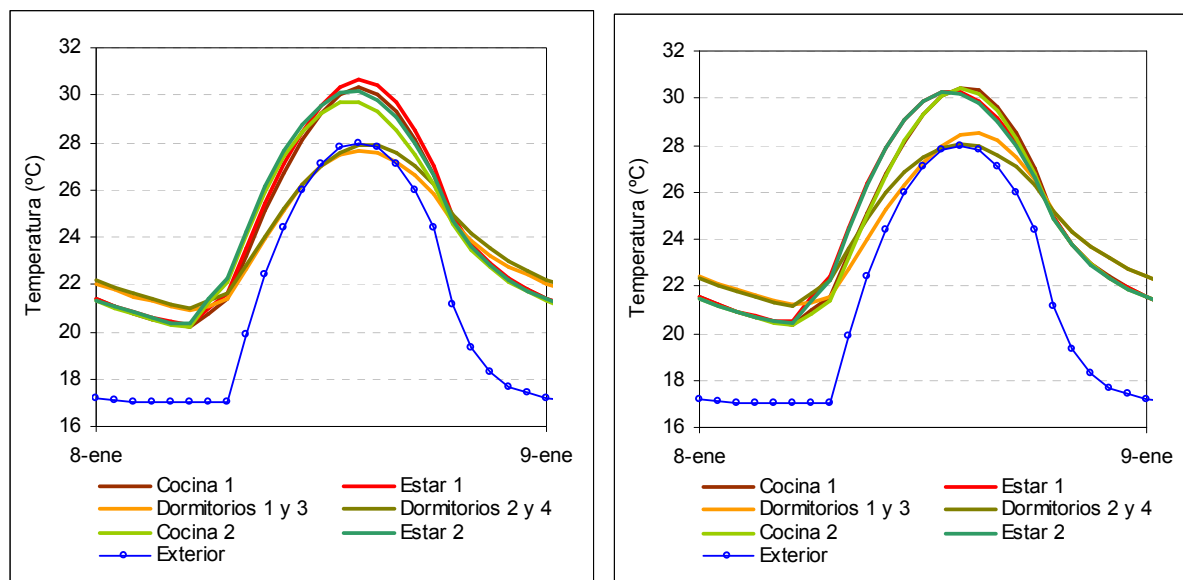 Temperatura (ºC)
32
30
28
26
24
22
20
18
16
8-ene
9-ene
Cocina 1
Estar 1
Dormitorios 1 y 3
Dormitorios 2 y 4
Cocina 2
Estar 2
Exterior
Temperatura (ºC)
32
30
28
26
24
22
20
18
16
8-ene
9-ene
Cocina 1
Estar 1
Dormitorios 1 y 3
Dormitorios 2 y 4
Cocina 2
Estar 2
Exterior